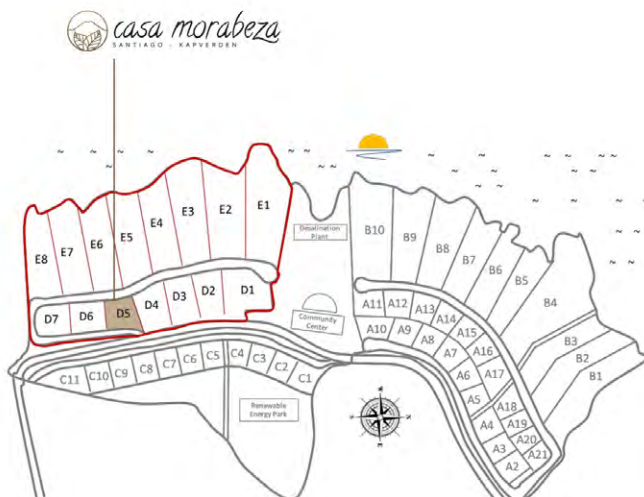 casa morabeza
SANTIAGO . KAPVERDEN
E8
E7
E6
E5
E4
E3
E2
E1
D7
D6
D5
D4
D3
D2
D1
Desalination
Plant
Community
Center
B10
B9
B8
B7
B6
B5
B4
B3
B2
B1
A11
A12
A13
A14
A15
A16
A17
A18
A19
A20
A21
A10
A9
A8
A7
A6
A5
A4
A3
A2
C11
C10
C9
C8
C7
C6
C5
C4
C3
C2
C1
Renewable
Energy Park